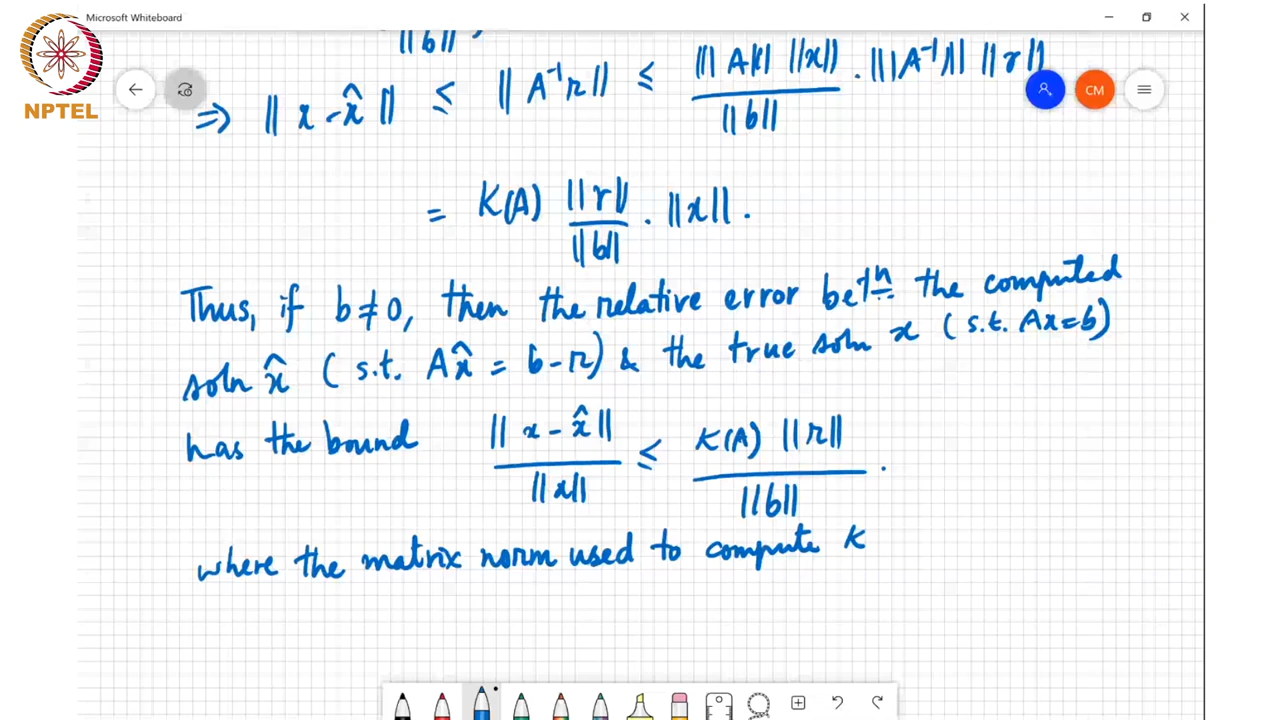 Microsoft Whiteboard
NPTEL
CM
‖b‖,
⇒ ‖x - x̂‖ ≤ ‖A⁻¹r‖ ≤ (|||A||| ‖x‖ / ‖b‖) . |||A⁻¹||| ‖r‖
= K(A) (‖r‖ / ‖b‖) . ‖x‖ .
Thus, if b ≠ 0, then the relative error betn the computed
soln x̂ (s.t. Ax̂ = b - r) & the true soln x (s.t. Ax = b)
has the bound ‖x - x̂‖ / ‖x‖ ≤ K(A) ‖r‖ / ‖b‖ .
where the matrix norm used to compute K